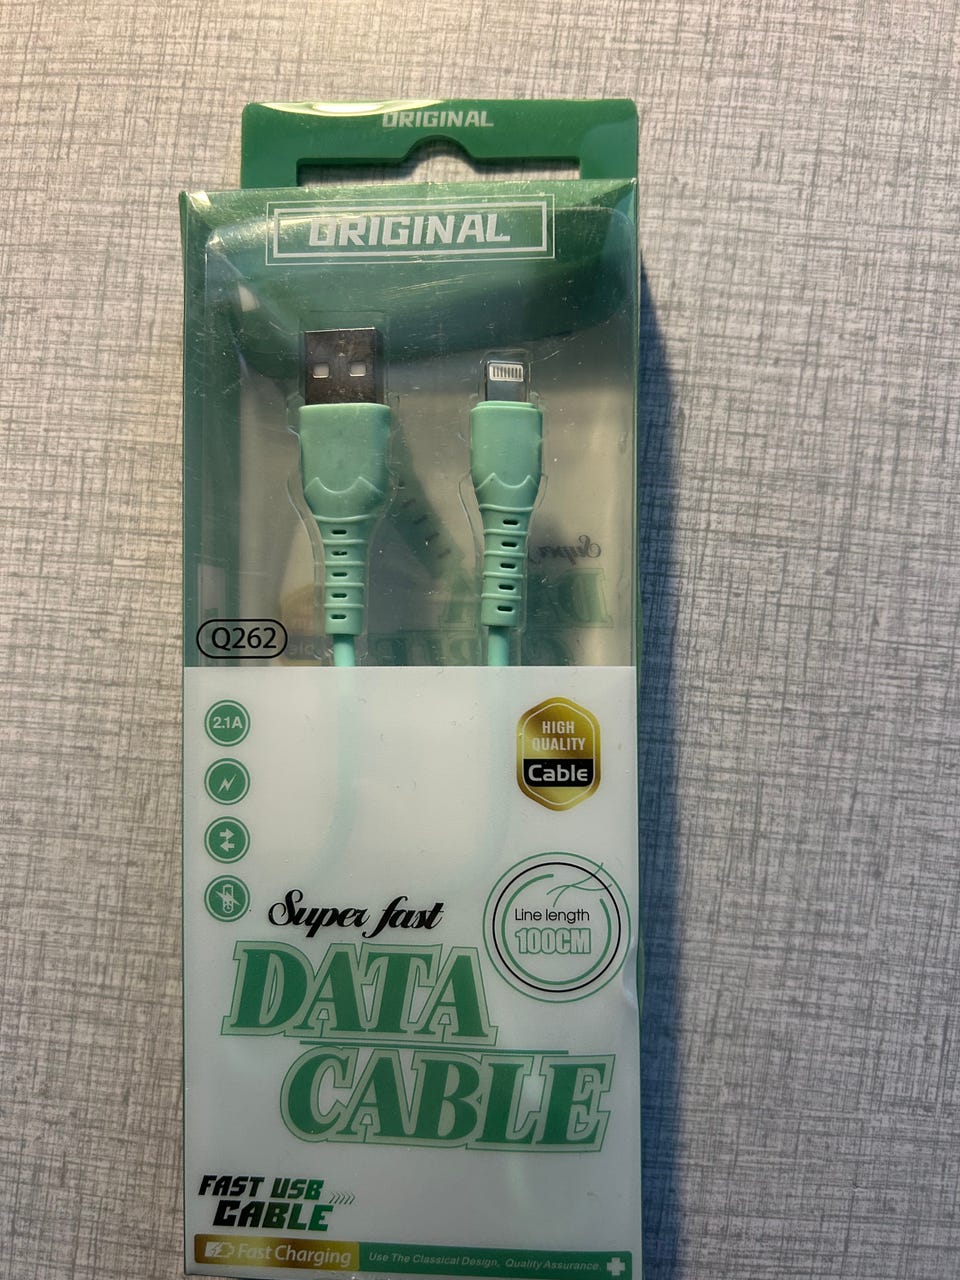 ORIGINAL
ORIGINAL
Q262
2.1A
HIGH
QUALITY
Cable
Line length
100CM
Super fast
DATA
CABLE
FAST USB
CABLE
Fast Charging
Use The Classical Design, Quality Assurance.